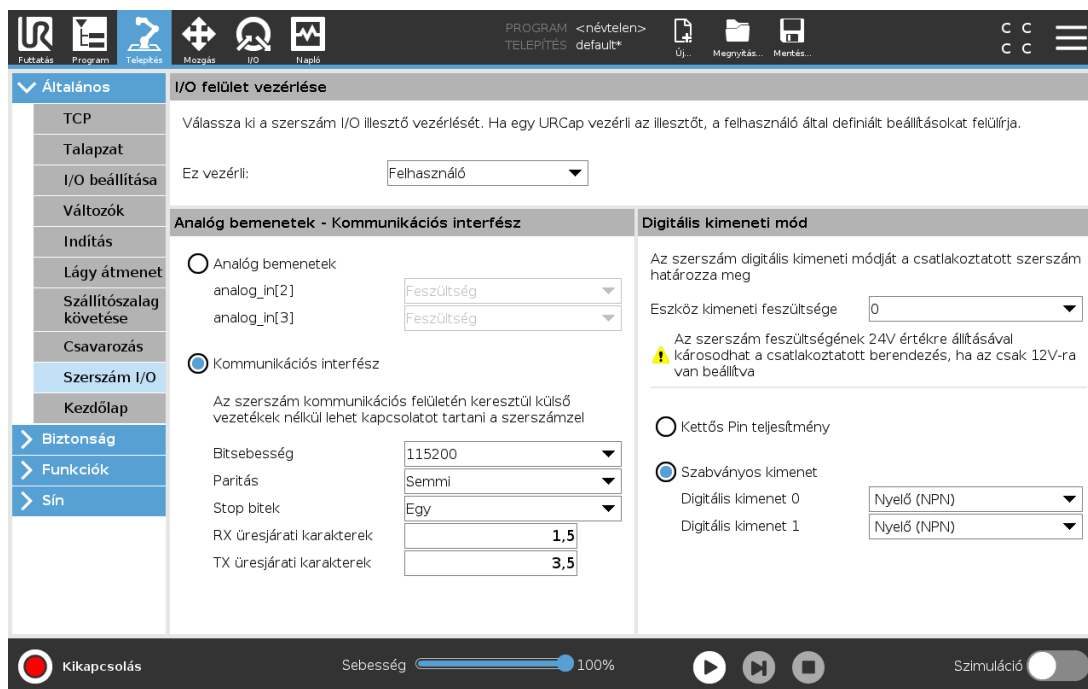 PROGRAM <névtelen>
TELEPÍTÉS default*
UR
Futtatás
Program
Telepítés
Mozgás
I/O
Napló
Új...
Megnyitás...
Mentés...
C C
C C
Általános
TCP
Talapzat
I/O beállítása
Változók
Indítás
Lágy átmenet
Szállítószalag
követése
Csavarozás
Szerszám I/O
Kezdőlap
Biztonság
Funkciók
Sín
I/O felület vezérlése
Válassza ki a szerszám I/O illesztő vezérlését. Ha egy URCap vezérli az illesztőt, a felhasználó által definiált beállításokat felülírja.
Ez vezérli: Felhasználó
Analóg bemenetek - Kommunikációs interfész
Analóg bemenetek
analog_in[2] Feszültség
analog_in[3] Feszültség
Kommunikációs interfész
Az szerszám kommunikációs felületén keresztül külső
vezetékek nélkül lehet kapcsolatot tartani a szerszámzel
Bitsebesség 115200
Paritás Semmi
Stop bitek Egy
RX üresjárati karakterek 1,5
TX üresjárati karakterek 3,5
Digitális kimeneti mód
Az szerszám digitális kimeneti módját a csatlakoztatott szerszám
határozza meg
Eszköz kimeneti feszültsége 0
Az szerszám feszültségének 24V értékre állításával
károsodhat a csatlakoztatott berendezés, ha az csak 12V-ra
van beállítva
Kettős Pin teljesítmény
Szabványos kimenet
Digitális kimenet 0 Nyelő (NPN)
Digitális kimenet 1 Nyelő (NPN)
Kikapcsolás
Sebesség 100%
Szimuláció